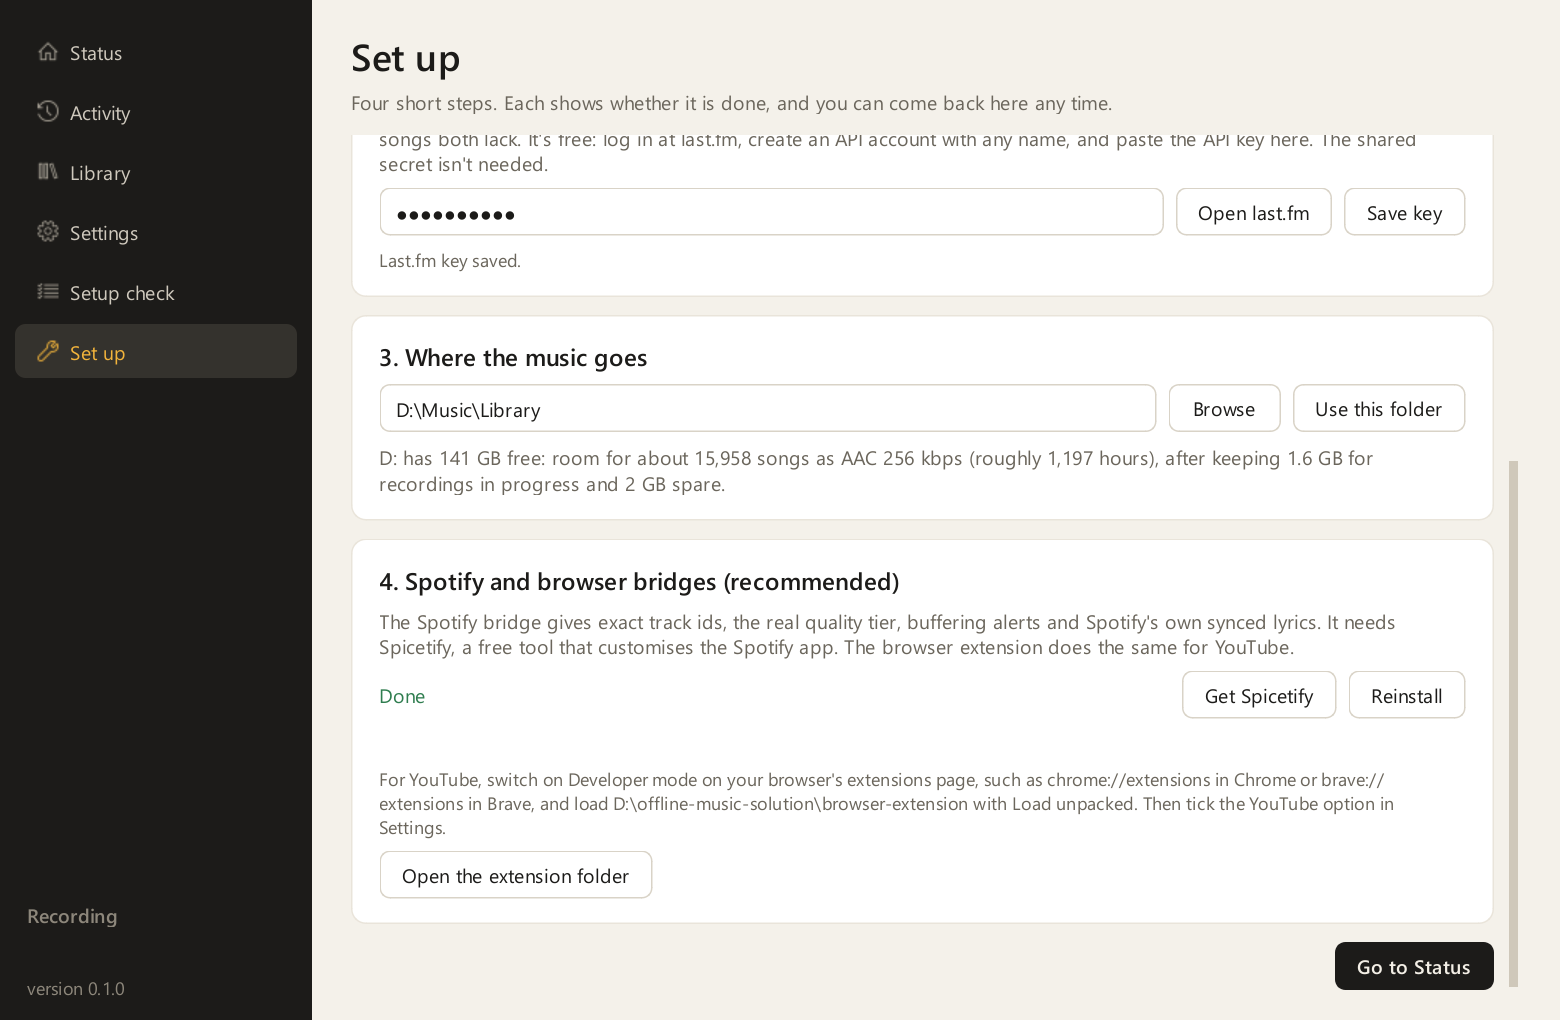 Status
Activity
Library
Settings
Setup check
Set up
Recording
version 0.1.0
Set up
Four short steps. Each shows whether it is done, and you can come back here any time.
songs both lack. It's free: log in at last.fm, create an API account with any name, and paste the API key here. The shared
secret isn't needed.
●●●●●●●●●●
Open last.fm
Save key
Last.fm key saved.
3. Where the music goes
D:\Music\Library
Browse
Use this folder
D: has 141 GB free: room for about 15,958 songs as AAC 256 kbps (roughly 1,197 hours), after keeping 1.6 GB for
recordings in progress and 2 GB spare.
4. Spotify and browser bridges (recommended)
The Spotify bridge gives exact track ids, the real quality tier, buffering alerts and Spotify's own synced lyrics. It needs
Spicetify, a free tool that customises the Spotify app. The browser extension does the same for YouTube.
Done
Get Spicetify
Reinstall
For YouTube, switch on Developer mode on your browser's extensions page, such as chrome://extensions in Chrome or brave://
extensions in Brave, and load D:\offline-music-solution\browser-extension with Load unpacked. Then tick the YouTube option in
Settings.
Open the extension folder
Go to Status